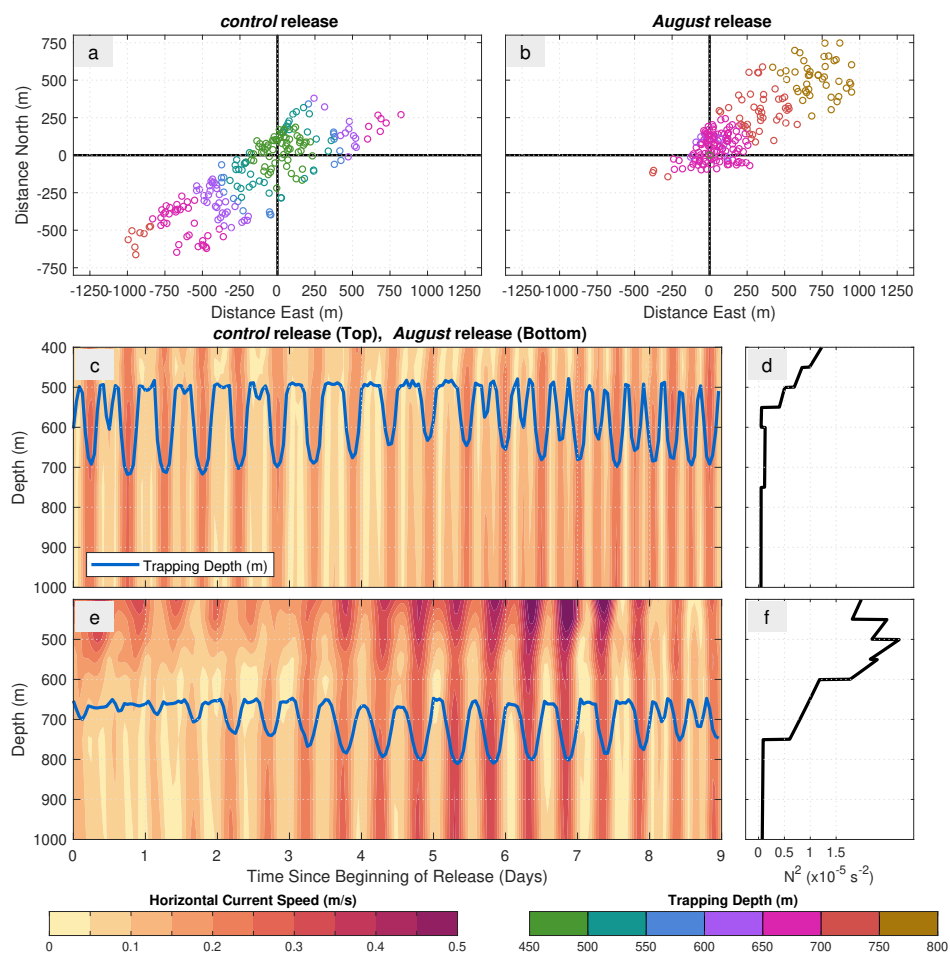 control release
August release
a
b
750
500
250
0
-250
-500
-750
Distance North (m)
-1250 -1000 -750 -500 -250 0 250 500 750 1000 1250
-1250 -1000 -750 -500 -250 0 250 500 750 1000 1250
Distance East (m)
Distance East (m)
control release (Top), August release (Bottom)
c
d
400
500
600
700
800
900
1000
Depth (m)
Trapping Depth (m)
e
f
500
600
700
800
900
1000
Depth (m)
0 1 2 3 4 5 6 7 8 9
0 0.5 1.5
Time Since Beginning of Release (Days)
N² (x10⁻⁵ s⁻²)
Horizontal Current Speed (m/s)
Trapping Depth (m)
0 0.1 0.2 0.3 0.4 0.5
450 500 550 600 650 700 750 800